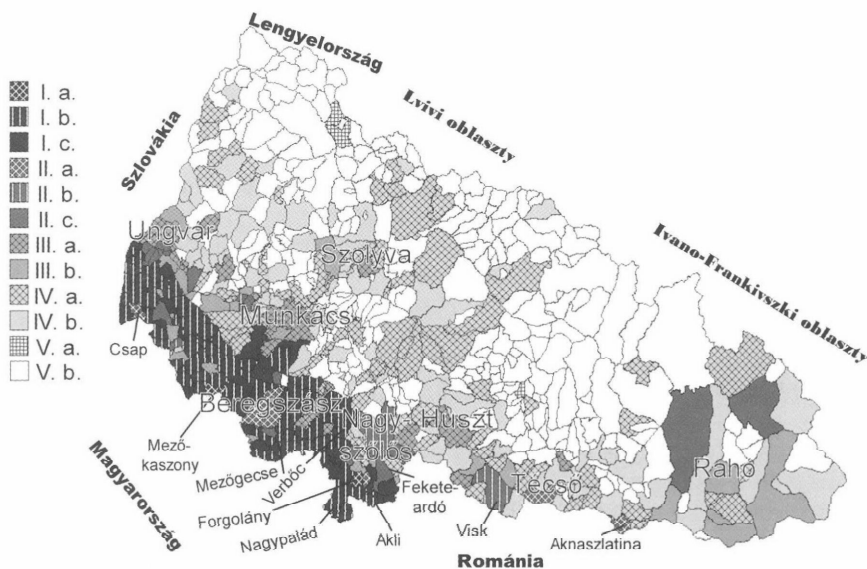 Lengyelország
Lvivi oblaszty
Szlovákia
Ivano-Frankivszki oblaszty
I. a.
I. b.
I. c.
II. a.
II. b.
II. c.
III. a.
III. b.
IV. a.
IV. b.
V. a.
V. b.
Ungvár
Szolyva
Munkács
Csap
Beregszász
Nagy-
szőlős
Huszt
Técső
Rahó
Mező-
kaszony
Mezőgecse
Verbőc
Forgolány
Nagypalád
Akli
Fekete-
ardó
Visk
Aknaszlatina
Magyarország
Románia